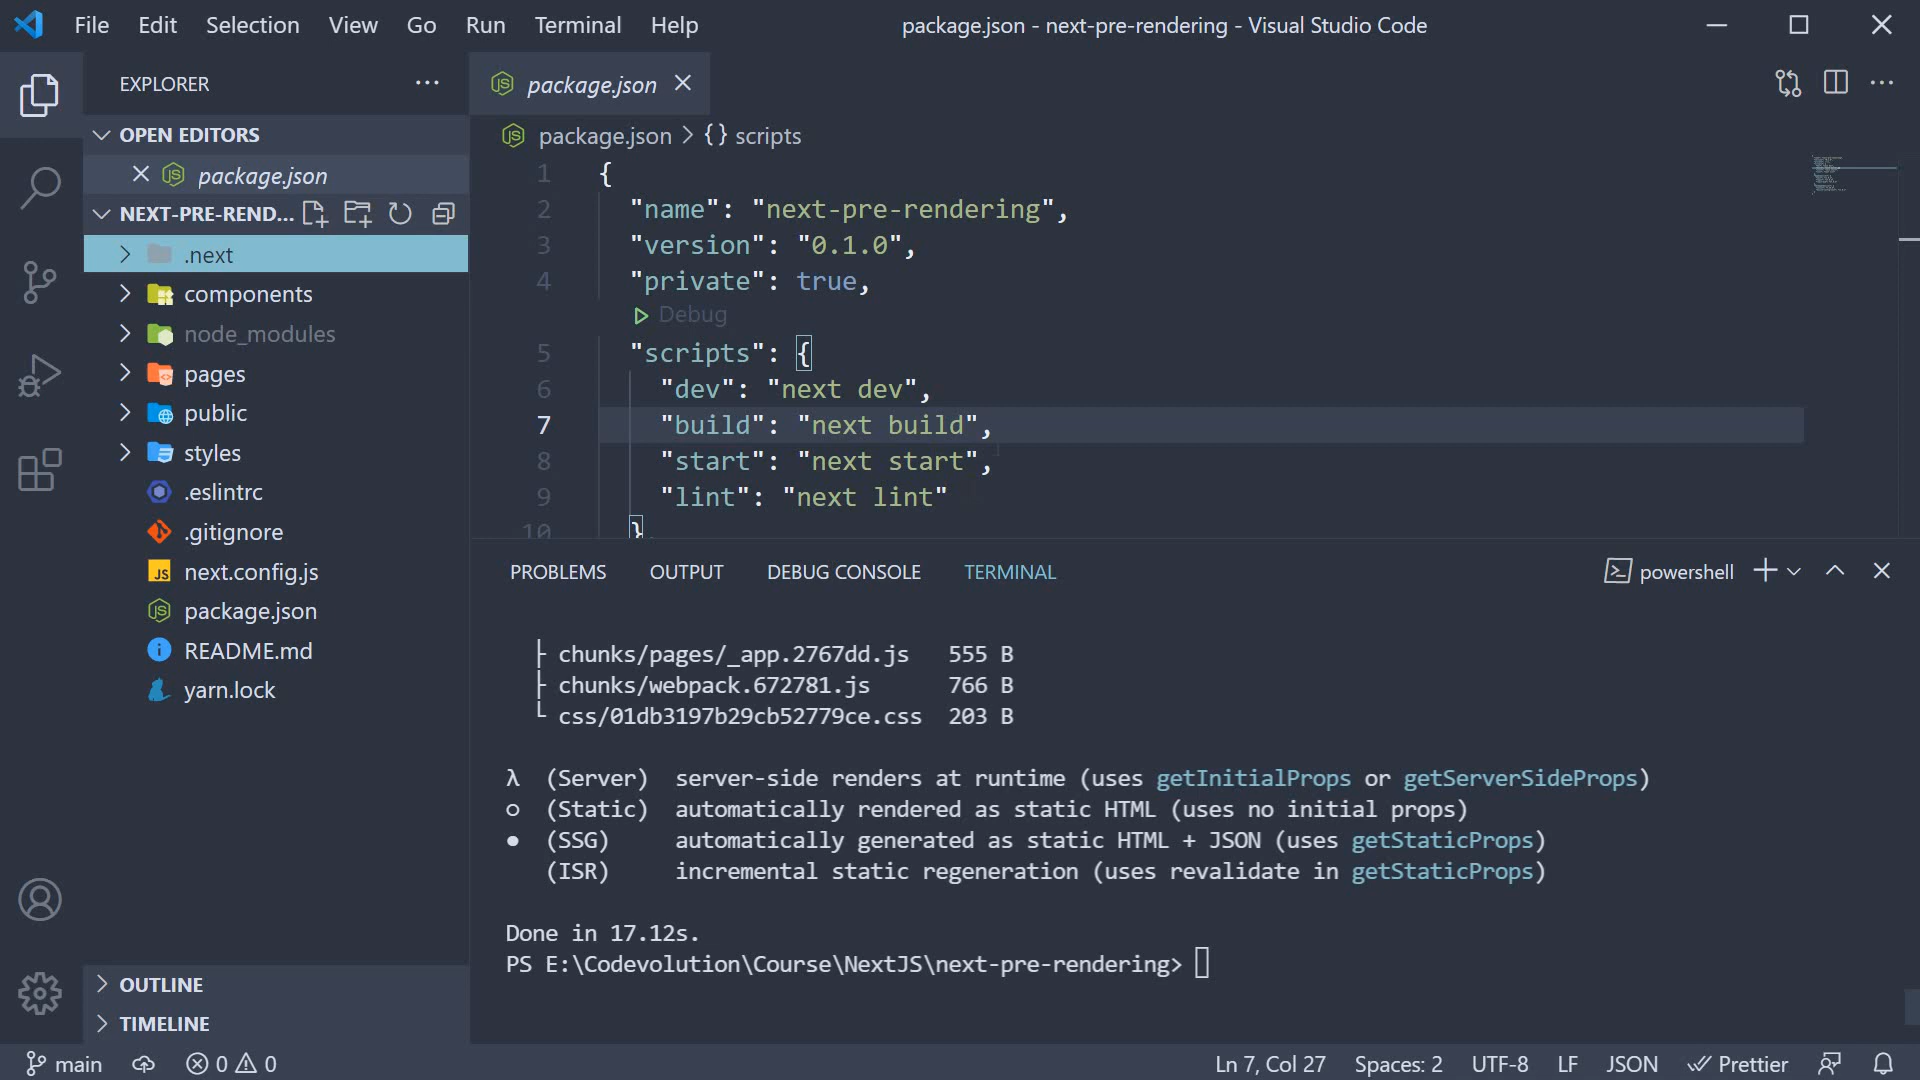 File Edit Selection View Go Run Terminal Help
package.json - next-pre-rendering - Visual Studio Code
EXPLORER
OPEN EDITORS
package.json
NEXT-PRE-REND...
.next
components
node_modules
pages
public
styles
.eslintrc
.gitignore
next.config.js
package.json
README.md
yarn.lock
OUTLINE
TIMELINE
package.json
package.json > {} scripts
1 {
2 "name": "next-pre-rendering",
3 "version": "0.1.0",
4 "private": true,
Debug
5 "scripts": {
6 "dev": "next dev",
7 "build": "next build",
8 "start": "next start",
9 "lint": "next lint"
10 }
PROBLEMS OUTPUT DEBUG CONSOLE TERMINAL
powershell
├ chunks/pages/_app.2767dd.js 555 B
├ chunks/webpack.672781.js 766 B
└ css/01db3197b29cb52779ce.css 203 B
λ (Server) server-side renders at runtime (uses getInitialProps or getServerSideProps)
○ (Static) automatically rendered as static HTML (uses no initial props)
● (SSG) automatically generated as static HTML + JSON (uses getStaticProps)
(ISR) incremental static regeneration (uses revalidate in getStaticProps)
Done in 17.12s.
PS E:\Codevolution\Course\NextJS\next-pre-rendering>
main 0 0
Ln 7, Col 27 Spaces: 2 UTF-8 LF JSON Prettier